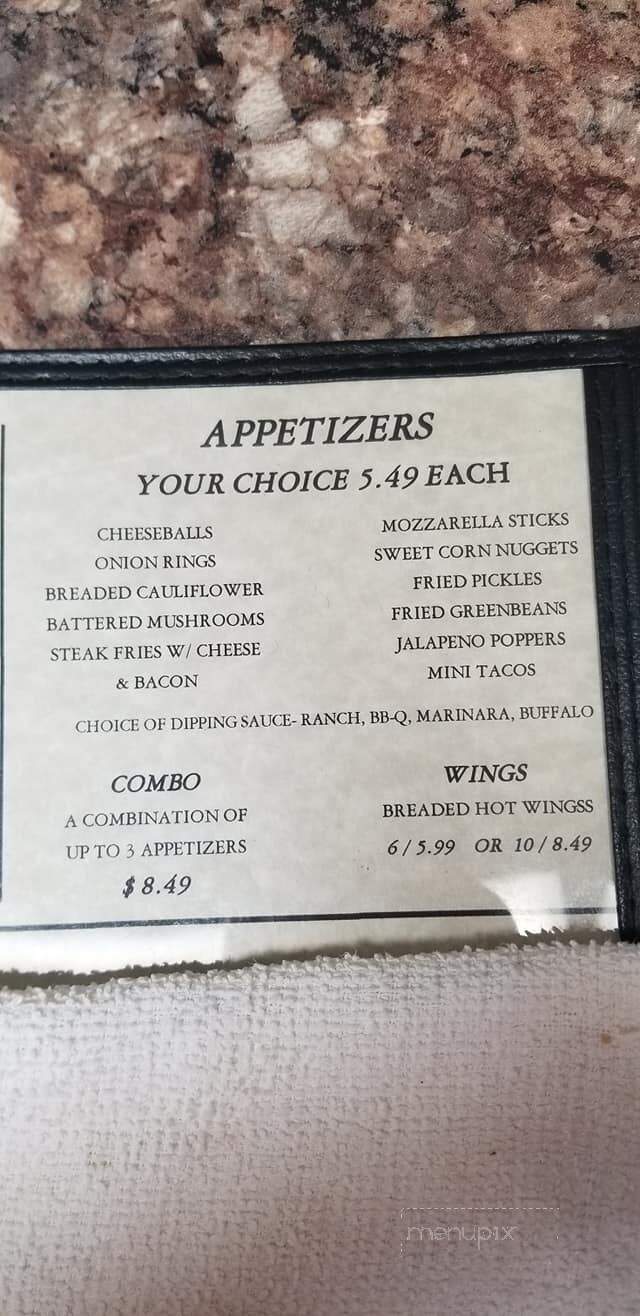 APPETIZERS
YOUR CHOICE 5.49 EACH
CHEESEBALLS
ONION RINGS
BREADED CAULIFLOWER
BATTERED MUSHROOMS
STEAK FRIES W/ CHEESE
& BACON
MOZZARELLA STICKS
SWEET CORN NUGGETS
FRIED PICKLES
FRIED GREENBEANS
JALAPENO POPPERS
MINI TACOS
CHOICE OF DIPPING SAUCE- RANCH, BB-Q, MARINARA, BUFFALO
COMBO
A COMBINATION OF
UP TO 3 APPETIZERS
$ 8.49
WINGS
BREADED HOT WINGSS
6 / 5.99 OR 10 / 8.49
menupix